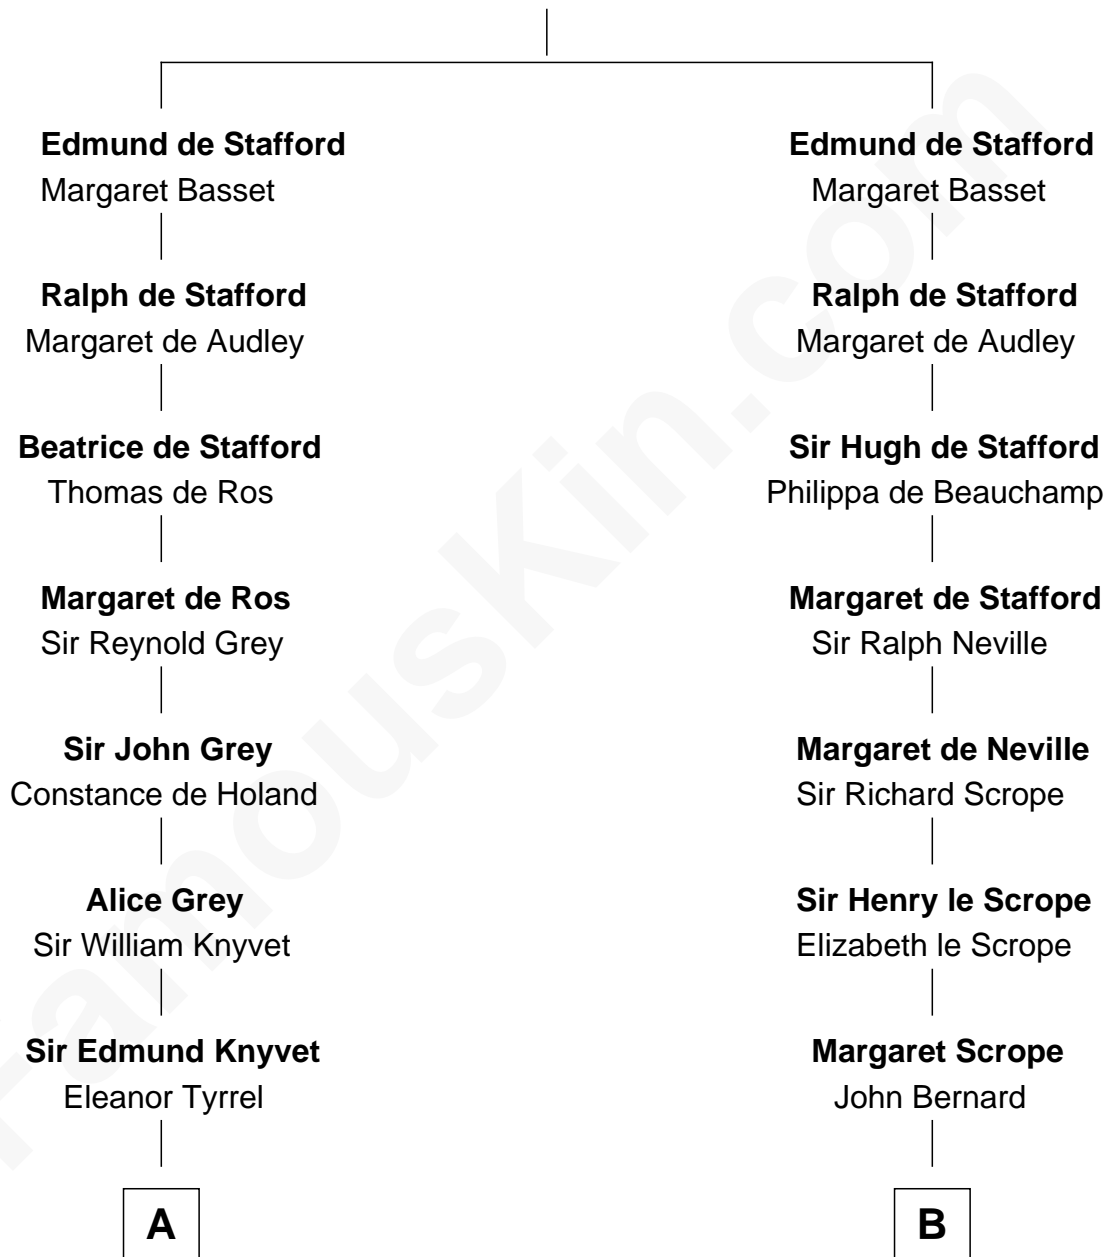 Edmund de Stafford
Margaret Basset
Ralph de Stafford
Margaret de Audley
Beatrice de Stafford
Thomas de Ros
Margaret de Ros
Sir Reynold Grey
Sir John Grey
Constance de Holand
Alice Grey
Sir William Knyvet
Sir Edmund Knyvet
Eleanor Tyrrel
A
Edmund de Stafford
Margaret Basset
Ralph de Stafford
Margaret de Audley
Sir Hugh de Stafford
Philippa de Beauchamp
Margaret de Stafford
Sir Ralph Neville
Margaret de Neville
Sir Richard Scrope
Sir Henry le Scrope
Elizabeth le Scrope
Margaret Scrope
John Bernard
B
FamousKin.com